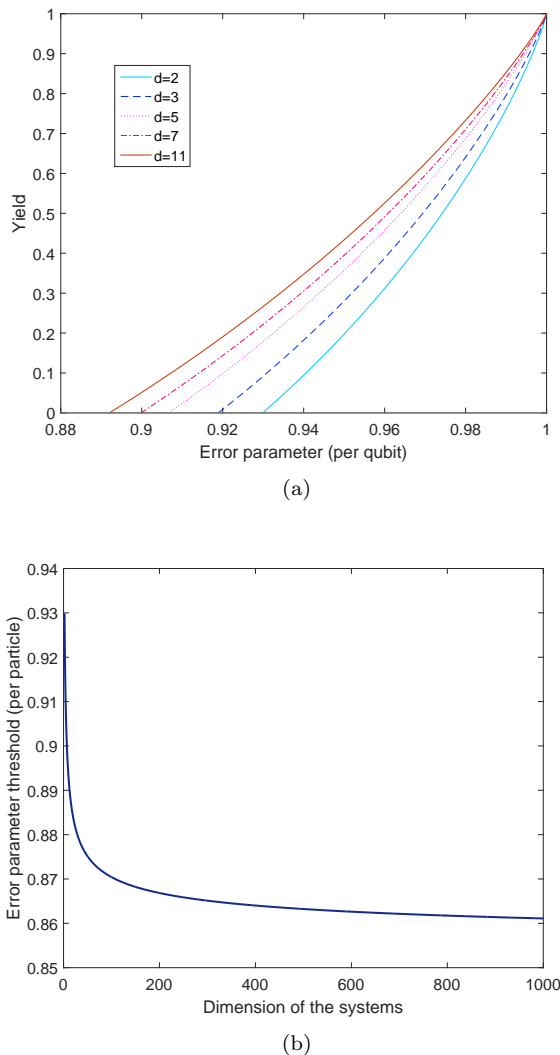 1
0.9
0.8
0.7
0.6
0.5
0.4
0.3
0.2
0.1
0
Yield
d=2
d=3
d=5
d=7
d=11
0.88 0.9 0.92 0.94 0.96 0.98 1
Error parameter (per qubit)
(a)
0.94
0.93
0.92
0.91
0.9
0.89
0.88
0.87
0.86
0.85
Error parameter threshold (per particle)
0 200 400 600 800 1000
Dimension of the systems
(b)